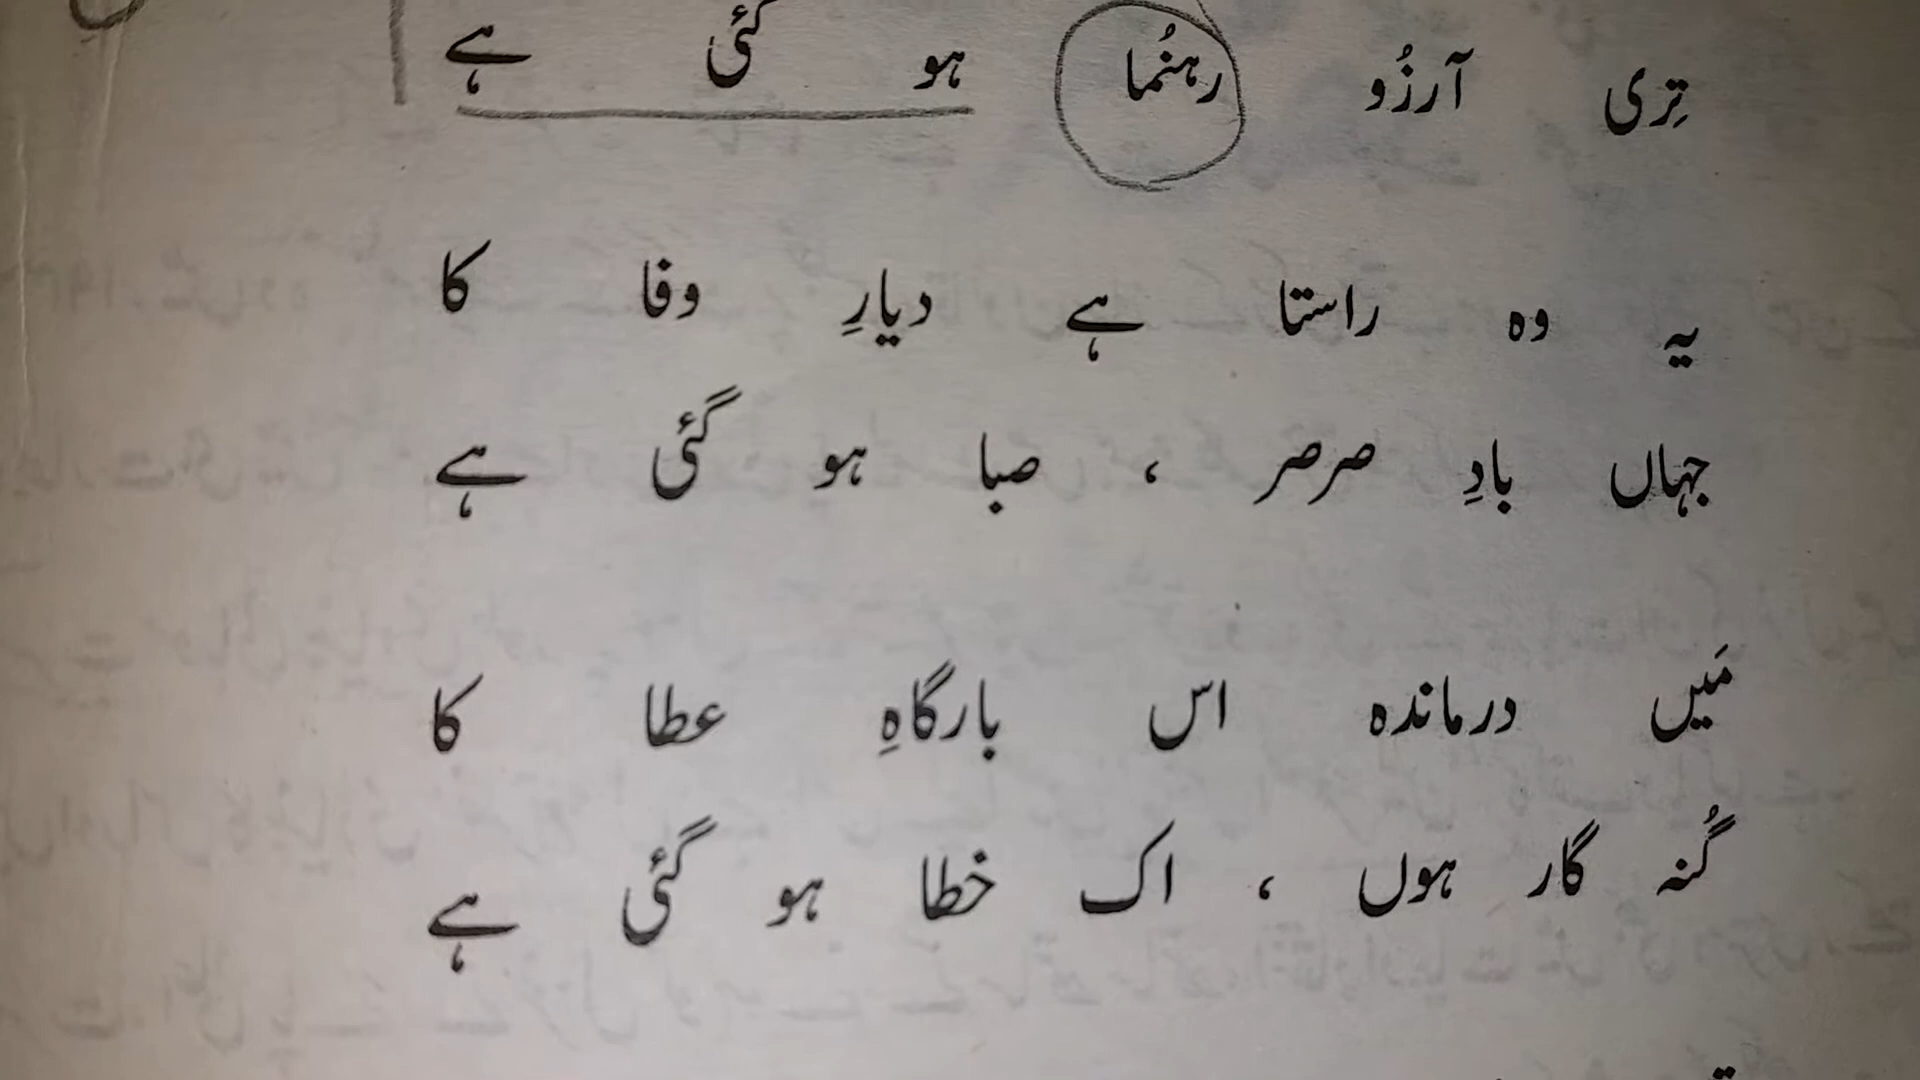 تِری آرزُو رہنُما ہو گئی ہے
یہ وہ راستا ہے دیارِ وفا کا
جہاں بادِ صرصر ، صبا ہو گئی ہے
مَیں درماندہ اس بارگاہِ عطا کا
گُنہ گار ہوں ، اک خطا ہو گئی ہے